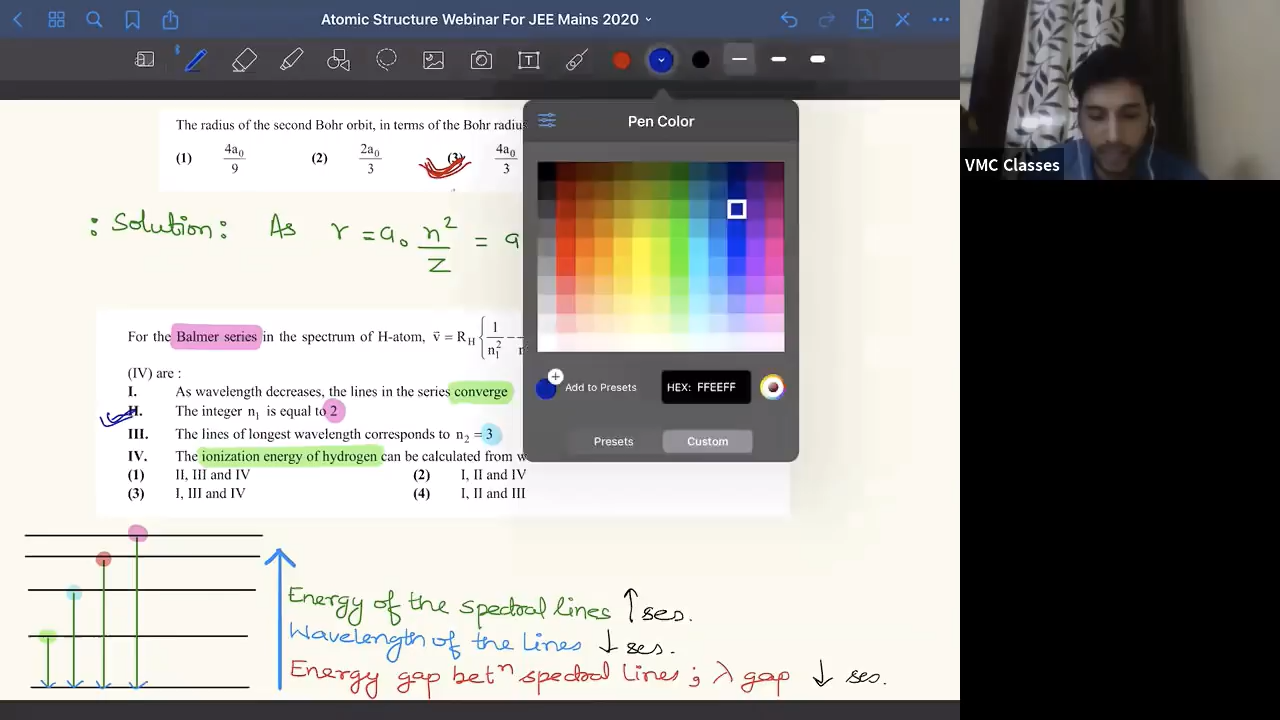 Atomic Structure Webinar For JEE Mains 2020
Pen Color
The radius of the second Bohr orbit, in terms of the Bohr
(1) 4a₀/9 (2) 2a₀/3 (3) 4a₀/3
: Solution: As r = a₀ n²/Z = a
For the Balmer series in the spectrum of H-atom, v̄ = R_H { 1/n₁² –
(IV) are :
I. As wavelength decreases, the lines in the series converge
II. The integer n₁ is equal to 2
III. The lines of longest wavelength corresponds to n₂ = 3
IV. The ionization energy of hydrogen can be calculated from
(1) II, III and IV (2) I, II and IV
(3) I, III and IV (4) I, II and III
Add to Presets HEX: FFEEFF
Presets Custom
Energy of the spectral lines ↑ses.
Wavelength of the lines ↓ses.
Energy gap betⁿ spectral lines ; λ gap ↓ses.
VMC Classes